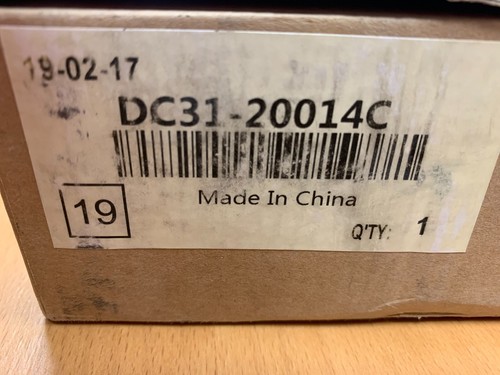 19-02-17
DC31-20014C
Made In China
19
Q'TY: 1